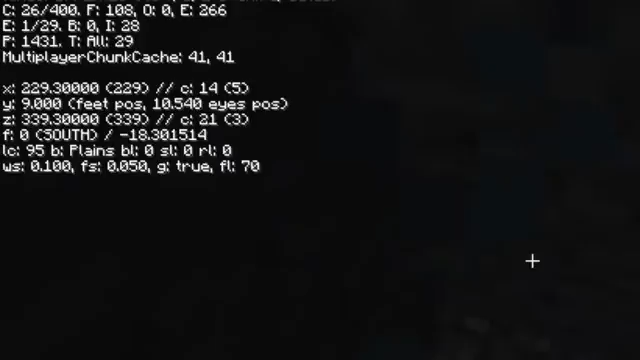 C: 26/400. F: 108, O: 0, E: 266
E: 1/29. B: 0, I: 28
P: 1431. T: All: 29
MultiplayerChunkCache: 41, 41
x: 229.30000 (229) // c: 14 (5)
y: 9.000 (feet pos, 10.540 eyes pos)
z: 339.30000 (339) // c: 21 (3)
f: 0 (SOUTH) / -18.301514
lc: 95 b: Plains bl: 0 sl: 0 rl: 0
ws: 0.100, fs: 0.050, g: true, fl: 70